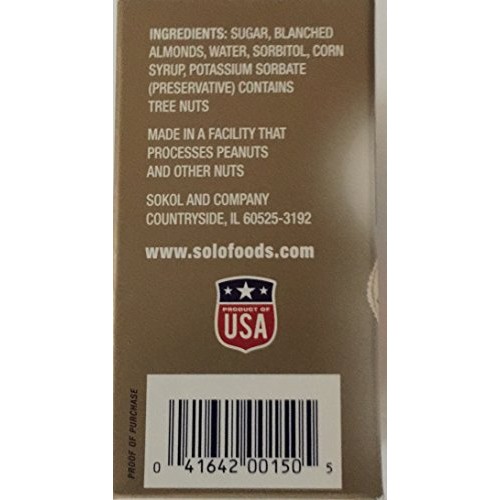 INGREDIENTS: SUGAR, BLANCHED
ALMONDS, WATER, SORBITOL, CORN
SYRUP, POTASSIUM SORBATE
(PRESERVATIVE) CONTAINS
TREE NUTS
MADE IN A FACILITY THAT
PROCESSES PEANUTS
AND OTHER NUTS
SOKOL AND COMPANY
COUNTRYSIDE, IL 60525-3192
www.solofoods.com
PRODUCT OF
USA
PROOF OF PURCHASE
0 41642 00150 5